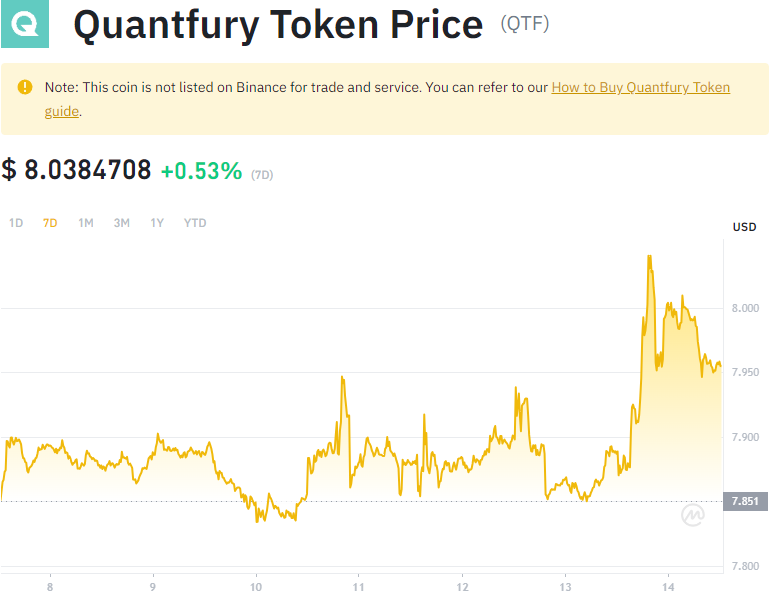 Quantfury Token Price (QTF)
Note: This coin is not listed on Binance for trade and service. You can refer to our How to Buy Quantfury Token
guide.
$ 8.0384708 +0.53% (7D)
1D 7D 1M 3M 1Y YTD
USD
8.000
7.950
7.900
7.851
7.800
8 9 10 11 12 13 14